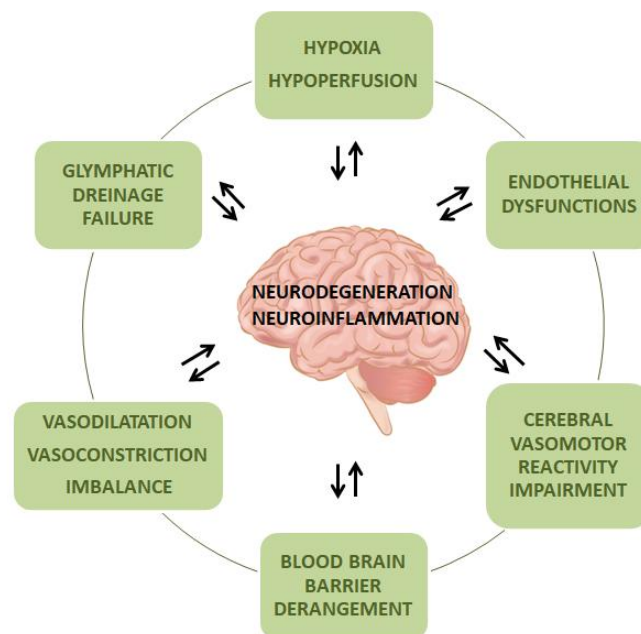 HYPOXIA
HYPOPERFUSION
GLYMPHATIC
DREINAGE
FAILURE
ENDOTHELIAL
DYSFUNCTIONS
NEURODEGENERATION
NEUROINFLAMMATION
VASODILATATION
VASOCONSTRICTION
IMBALANCE
CEREBRAL
VASOMOTOR
REACTIVITY
IMPAIRMENT
BLOOD BRAIN
BARRIER
DERANGEMENT